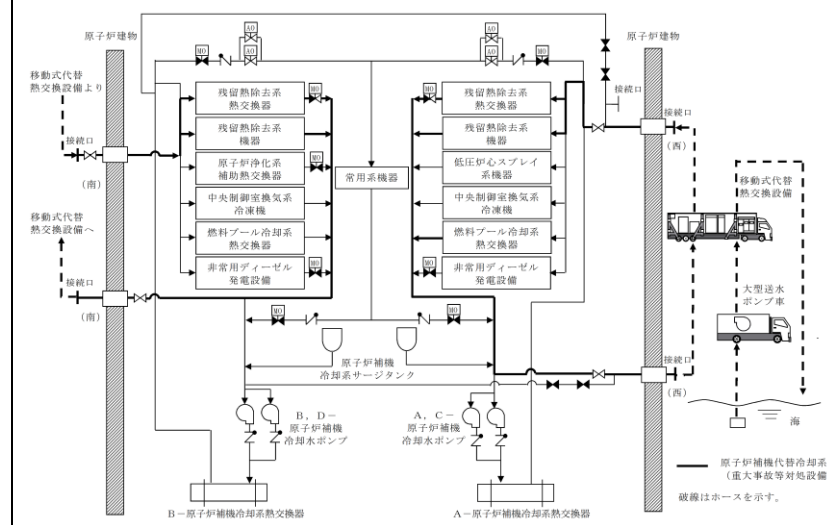 原子炉建物
原子炉建物
MO
AO
AO
AO
AO
MO
移動式代替
熱交換設備より
接続口
(南)
移動式代替
熱交換設備へ
接続口
(南)
残留熱除去系
熱交換器
MO
残留熱除去系
機器
原子炉浄化系
補助熱交換器
MO
中央制御室換気系
冷凍機
燃料プール冷却系
熱交換器
非常用ディーゼル
発電設備
MO
常用系機器
MO
残留熱除去系
熱交換器
残留熱除去系
機器
低圧炉心スプレイ
系機器
中央制御室換気系
冷凍機
燃料プール冷却系
熱交換器
MO
非常用ディーゼル
発電設備
接続口
接続口
(西)
移動式代替
熱交換設備
大型送水
ポンプ車
接続口
(西)
海
MO
MO
原子炉補機
冷却系サージタンク
B,D-
原子炉補機
冷却水ポンプ
A,C-
原子炉補機
冷却水ポンプ
B-原子炉補機冷却系熱交換器
A-原子炉補機冷却系熱交換器
原子炉補機代替冷却系
(重大事故等対処設備
破線はホースを示す。